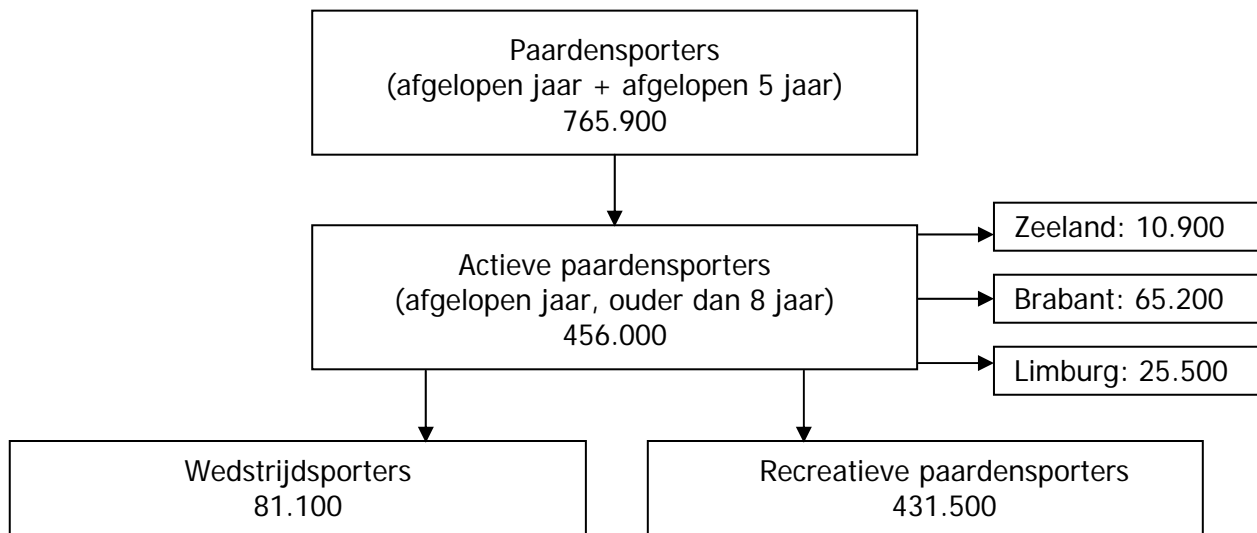 Paardensporters
(afgelopen jaar + afgelopen 5 jaar)
765.900
Actieve paardensporters
(afgelopen jaar, ouder dan 8 jaar)
456.000
Zeeland: 10.900
Brabant: 65.200
Limburg: 25.500
Wedstrijdsporters
81.100
Recreatieve paardensporters
431.500